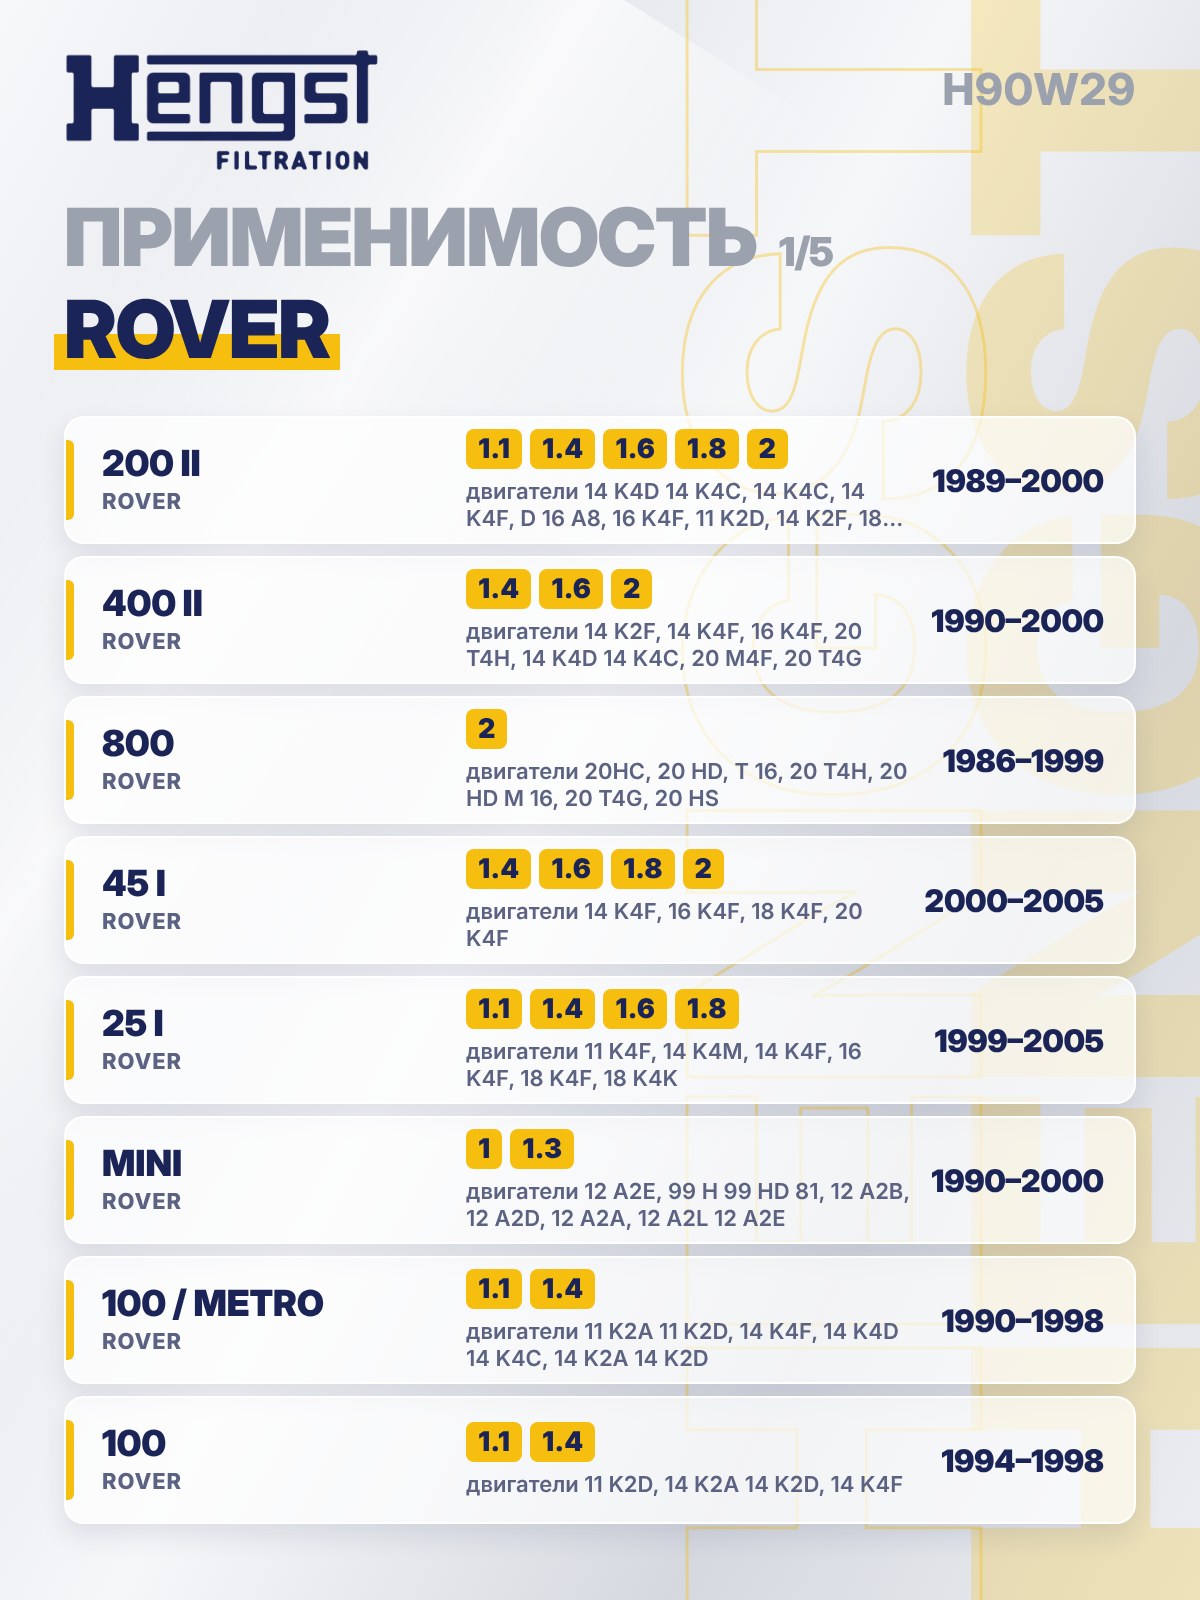 Hengst
FILTRATION
H90W29
ПРИМЕНИМОСТЬ 1/5
ROVER
200 II
ROVER
1.1 1.4 1.6 1.8 2
двигатели 14 K4D 14 K4C, 14 K4C, 14
K4F, D 16 A8, 16 K4F, 11 K2D, 14 K2F, 18...
1989–2000
400 II
ROVER
1.4 1.6 2
двигатели 14 K2F, 14 K4F, 16 K4F, 20
T4H, 14 K4D 14 K4C, 20 M4F, 20 T4G
1990–2000
800
ROVER
2
двигатели 20HC, 20 HD, T 16, 20 T4H, 20
HD M 16, 20 T4G, 20 HS
1986–1999
45 I
ROVER
1.4 1.6 1.8 2
двигатели 14 K4F, 16 K4F, 18 K4F, 20
K4F
2000–2005
25 I
ROVER
1.1 1.4 1.6 1.8
двигатели 11 K4F, 14 K4M, 14 K4F, 16
K4F, 18 K4F, 18 K4K
1999–2005
MINI
ROVER
1 1.3
двигатели 12 A2E, 99 H 99 HD 81, 12 A2B,
12 A2D, 12 A2A, 12 A2L 12 A2E
1990–2000
100 / METRO
ROVER
1.1 1.4
двигатели 11 K2A 11 K2D, 14 K4F, 14 K4D
14 K4C, 14 K2A 14 K2D
1990–1998
100
ROVER
1.1 1.4
двигатели 11 K2D, 14 K2A 14 K2D, 14 K4F
1994–1998
HENGST
HENGST